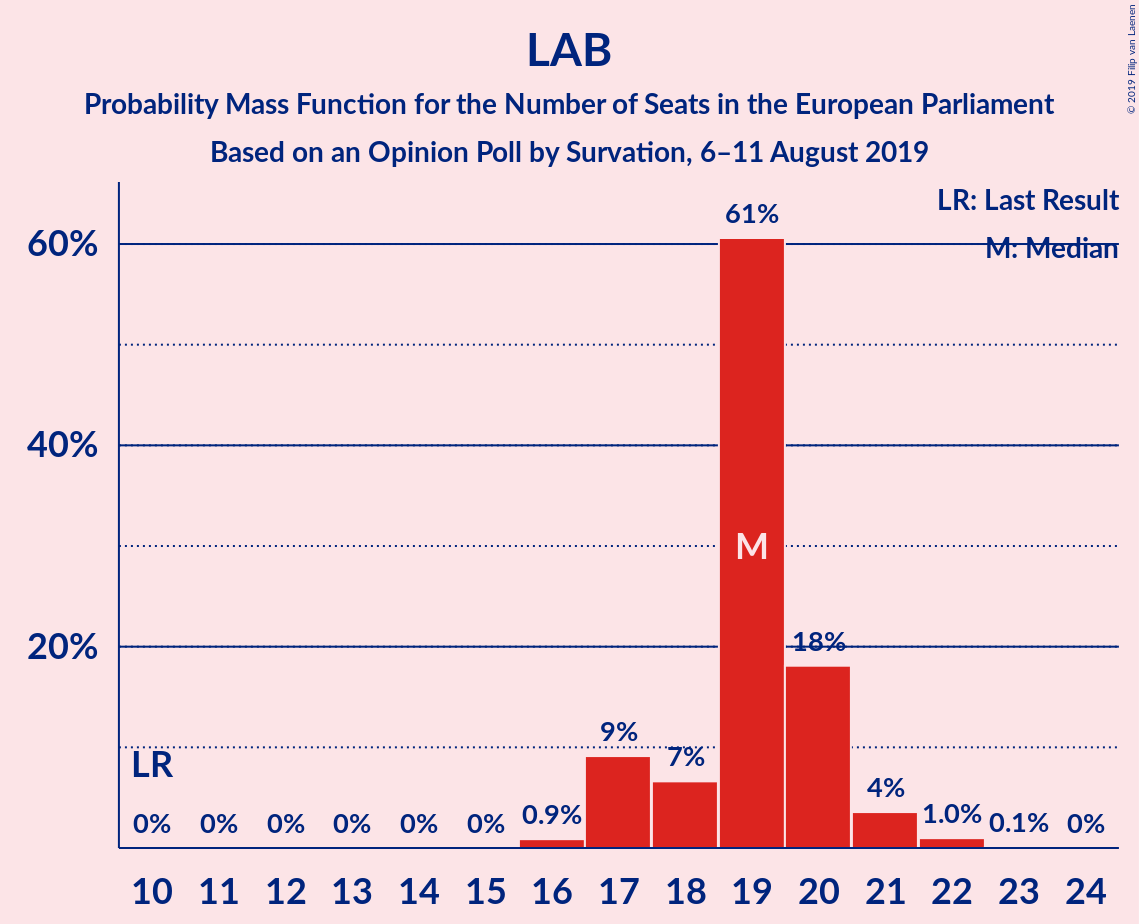 LAB
Probability Mass Function for the Number of Seats in the European Parliament
Based on an Opinion Poll by Survation, 6–11 August 2019
© 2019 Filip van Laenen
LR: Last Result
M: Median
60%
40%
20%
61%
M
18%
9%
7%
4%
LR
0% 0% 0% 0% 0% 0% 0.9% 1.0% 0.1% 0%
10 11 12 13 14 15 16 17 18 19 20 21 22 23 24